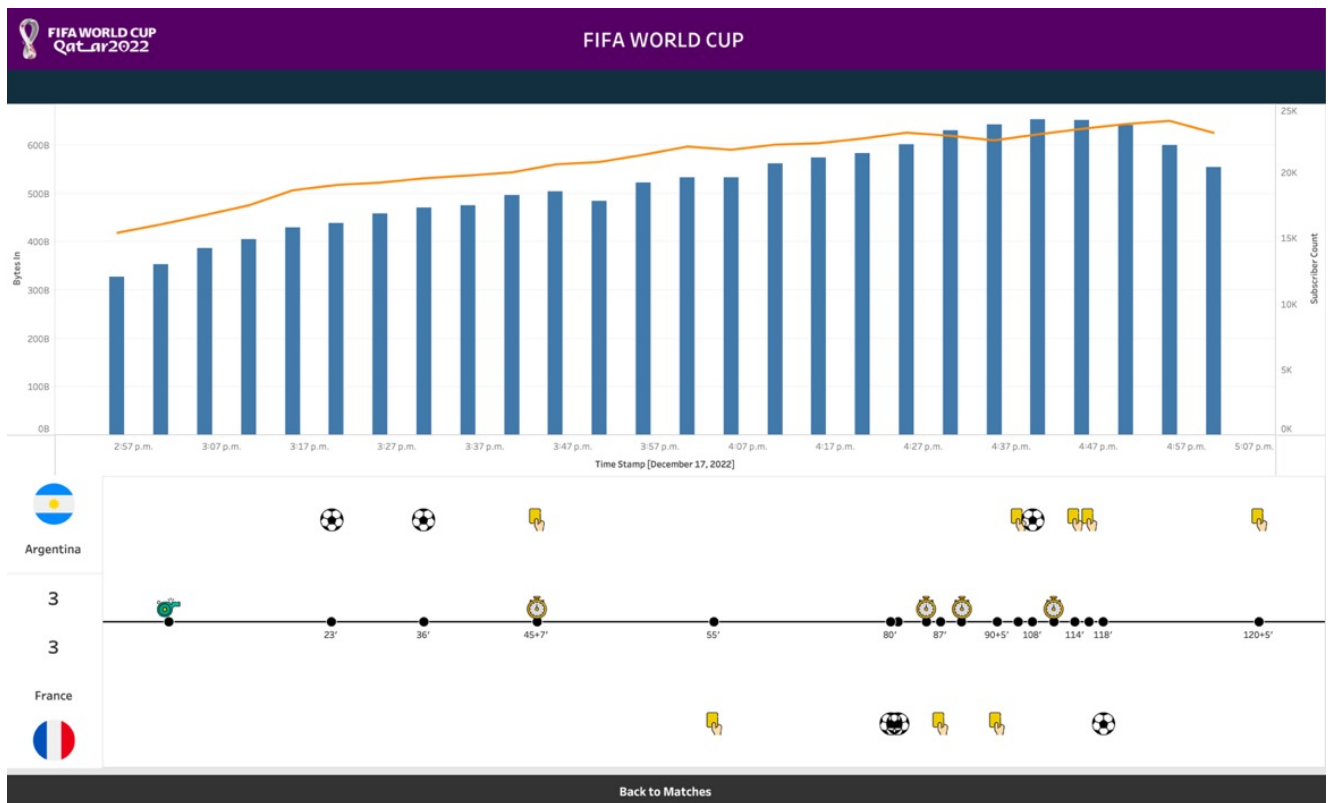 FIFA WORLD CUP
Qatar2022
FIFA WORLD CUP
600B
500B
400B
300B
200B
100B
0B
Bytes In
25K
20K
15K
10K
5K
0K
Subscriber Count
2:57 p.m. 3:07 p.m. 3:17 p.m. 3:27 p.m. 3:37 p.m. 3:47 p.m. 3:57 p.m. 4:07 p.m. 4:17 p.m. 4:27 p.m. 4:37 p.m. 4:47 p.m. 4:57 p.m. 5:07 p.m.
Time Stamp [December 17, 2022]
Argentina
3
23' 36' 45+7' 55' 80' 87' 90+5' 108' 114' 118' 120+5'
3
France
Back to Matches